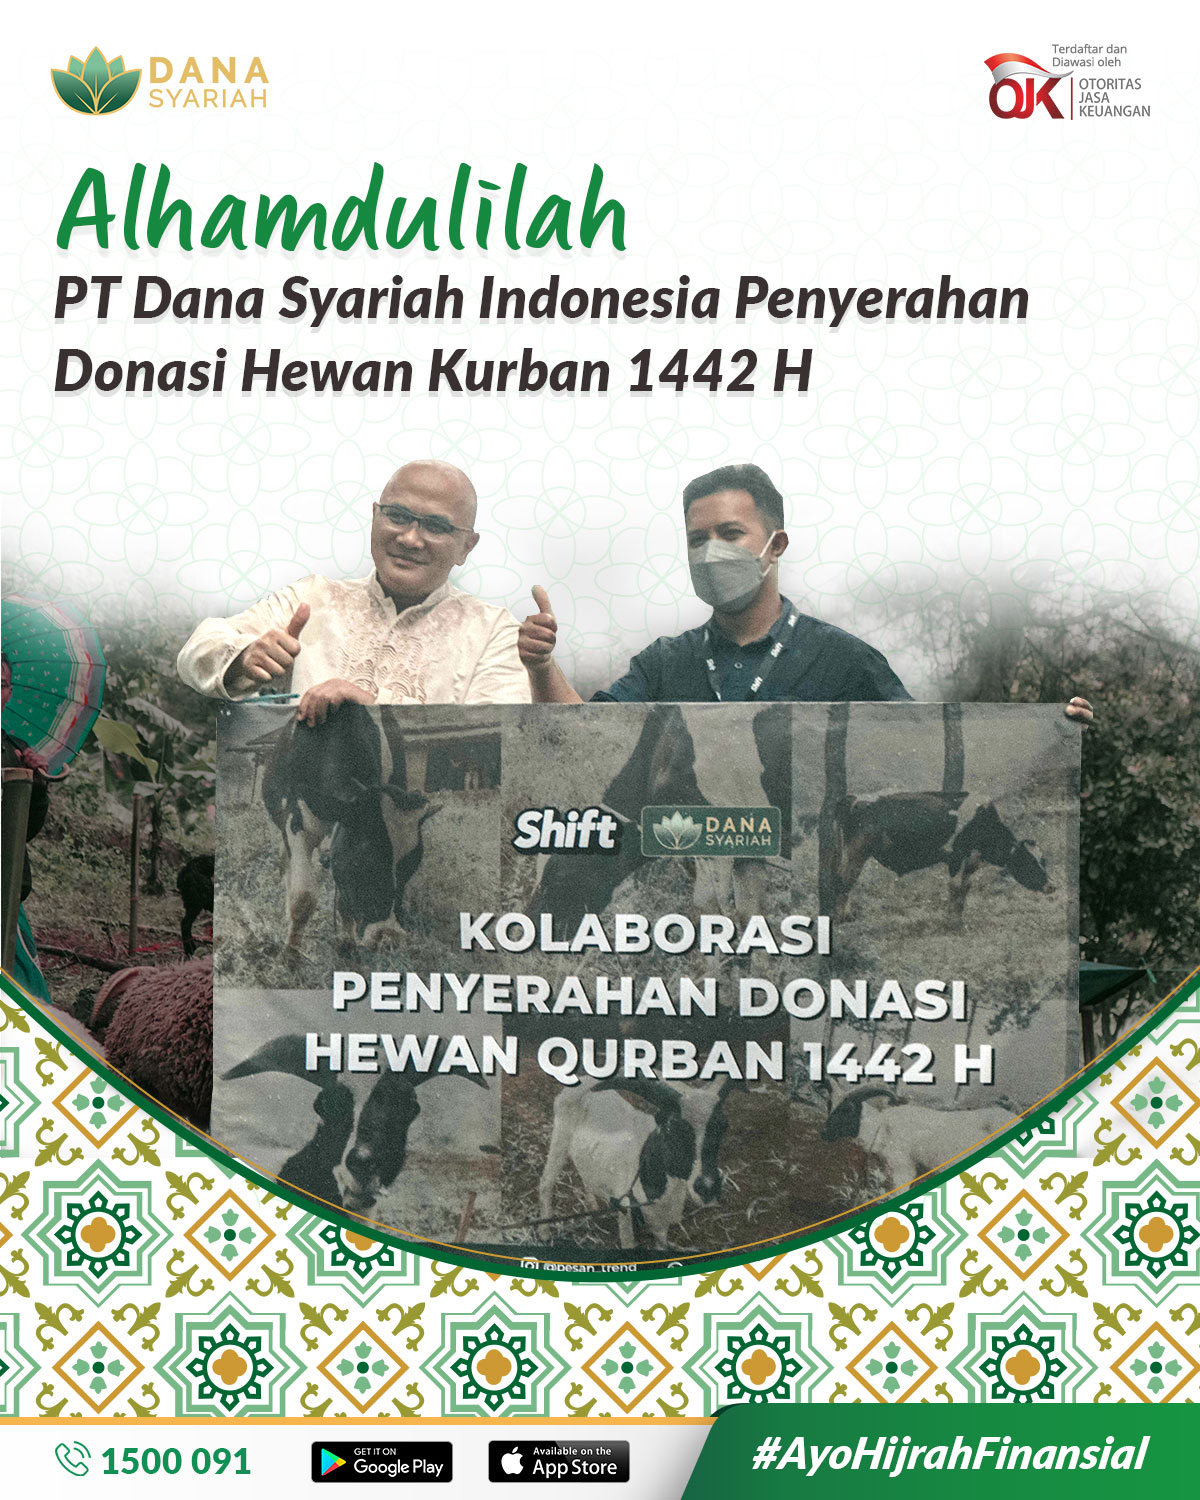 DANA
SYARIAH
Terdaftar dan
Diawasi oleh
OJK
OTORITAS
JASA
KEUANGAN
Alhamdulilah
PT Dana Syariah Indonesia Penyerahan
Donasi Hewan Kurban 1442 H
Shift
Shift DANA
SYARIAH
KOLABORASI
PENYERAHAN DONASI
HEWAN QURBAN 1442 H
1500 091
GET IT ON
Google Play
Available on the
App Store
#AyoHijrahFinansial